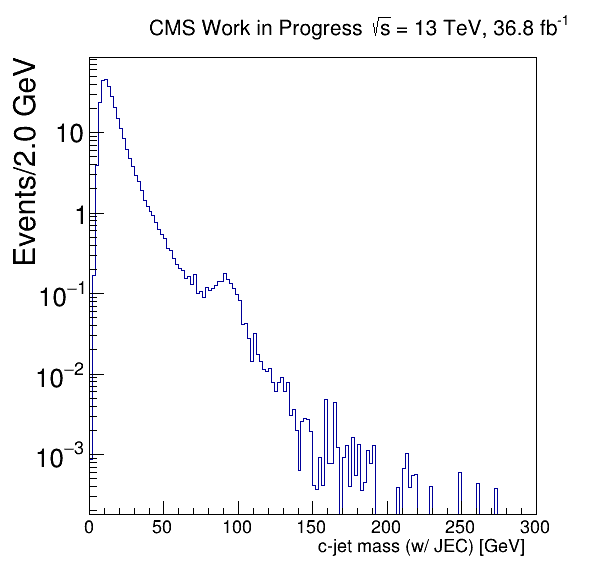 CMS Work in Progress √s = 13 TeV, 36.8 fb⁻¹
Events/2.0 GeV
10
1
10⁻¹
10⁻²
10⁻³
0 50 100 150 200 250 300
c-jet mass (w/ JEC) [GeV]